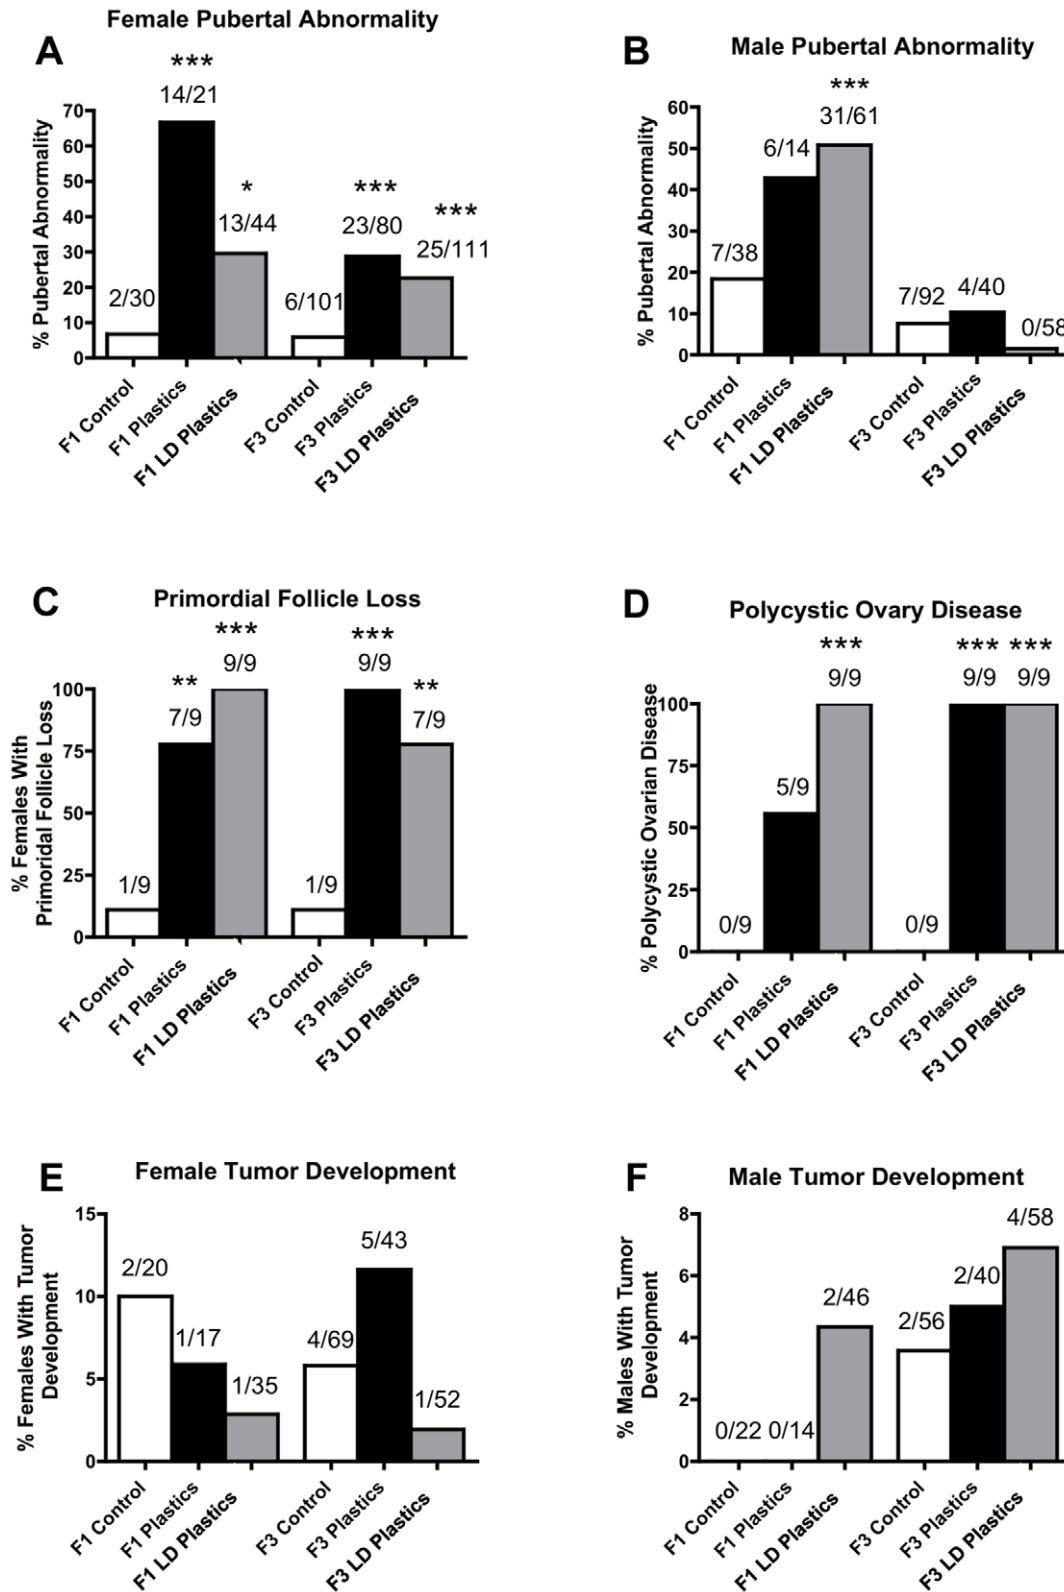 Female Pubertal Abnormality
A
***
14/21
*
13/44
***
23/80
***
25/111
2/30
6/101
% Pubertal Abnormality
70
60
50
40
30
20
10
0
F1 Control
F1 Plastics
F1 LD Plastics
F3 Control
F3 Plastics
F3 LD Plastics
B
Male Pubertal Abnormality
***
31/61
6/14
7/38
7/92
4/40
0/58
% Pubertal Abnormality
60
50
40
30
20
10
0
F1 Control
F1 Plastics
F1 LD Plastics
F3 Control
F3 Plastics
F3 LD Plastics
C
Primordial Follicle Loss
***
9/9
**
7/9
***
9/9
**
7/9
1/9
1/9
% Females With
Primoridal Follicle Loss
100
75
50
25
0
F1 Control
F1 Plastics
F1 LD Plastics
F3 Control
F3 Plastics
F3 LD Plastics
D
Polycystic Ovary Disease
***
9/9
***
9/9
***
9/9
5/9
0/9
0/9
% Polycystic Ovarian Disease
100
75
50
25
0
F1 Control
F1 Plastics
F1 LD Plastics
F3 Control
F3 Plastics
F3 LD Plastics
E
Female Tumor Development
2/20
1/17
1/35
4/69
5/43
1/52
% Females With Tumor
Development
15
10
5
0
F1 Control
F1 Plastics
F1 LD Plastics
F3 Control
F3 Plastics
F3 LD Plastics
F
Male Tumor Development
0/22
0/14
2/46
2/56
2/40
4/58
% Males With Tumor
Development
8
6
4
2
0
F1 Control
F1 Plastics
F1 LD Plastics
F3 Control
F3 Plastics
F3 LD Plastics